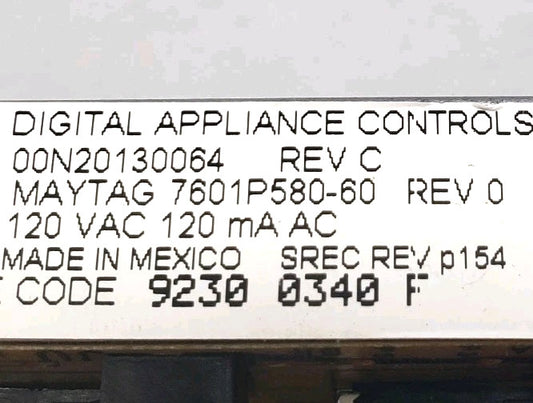 DIGITAL APPLIANCE CONTROLS
00N20130064 REV C
MAYTAG 7601P580-60 REV 0
120 VAC 120 mA AC
MADE IN MEXICO SREC REV p154
E CODE 9230 0340 F